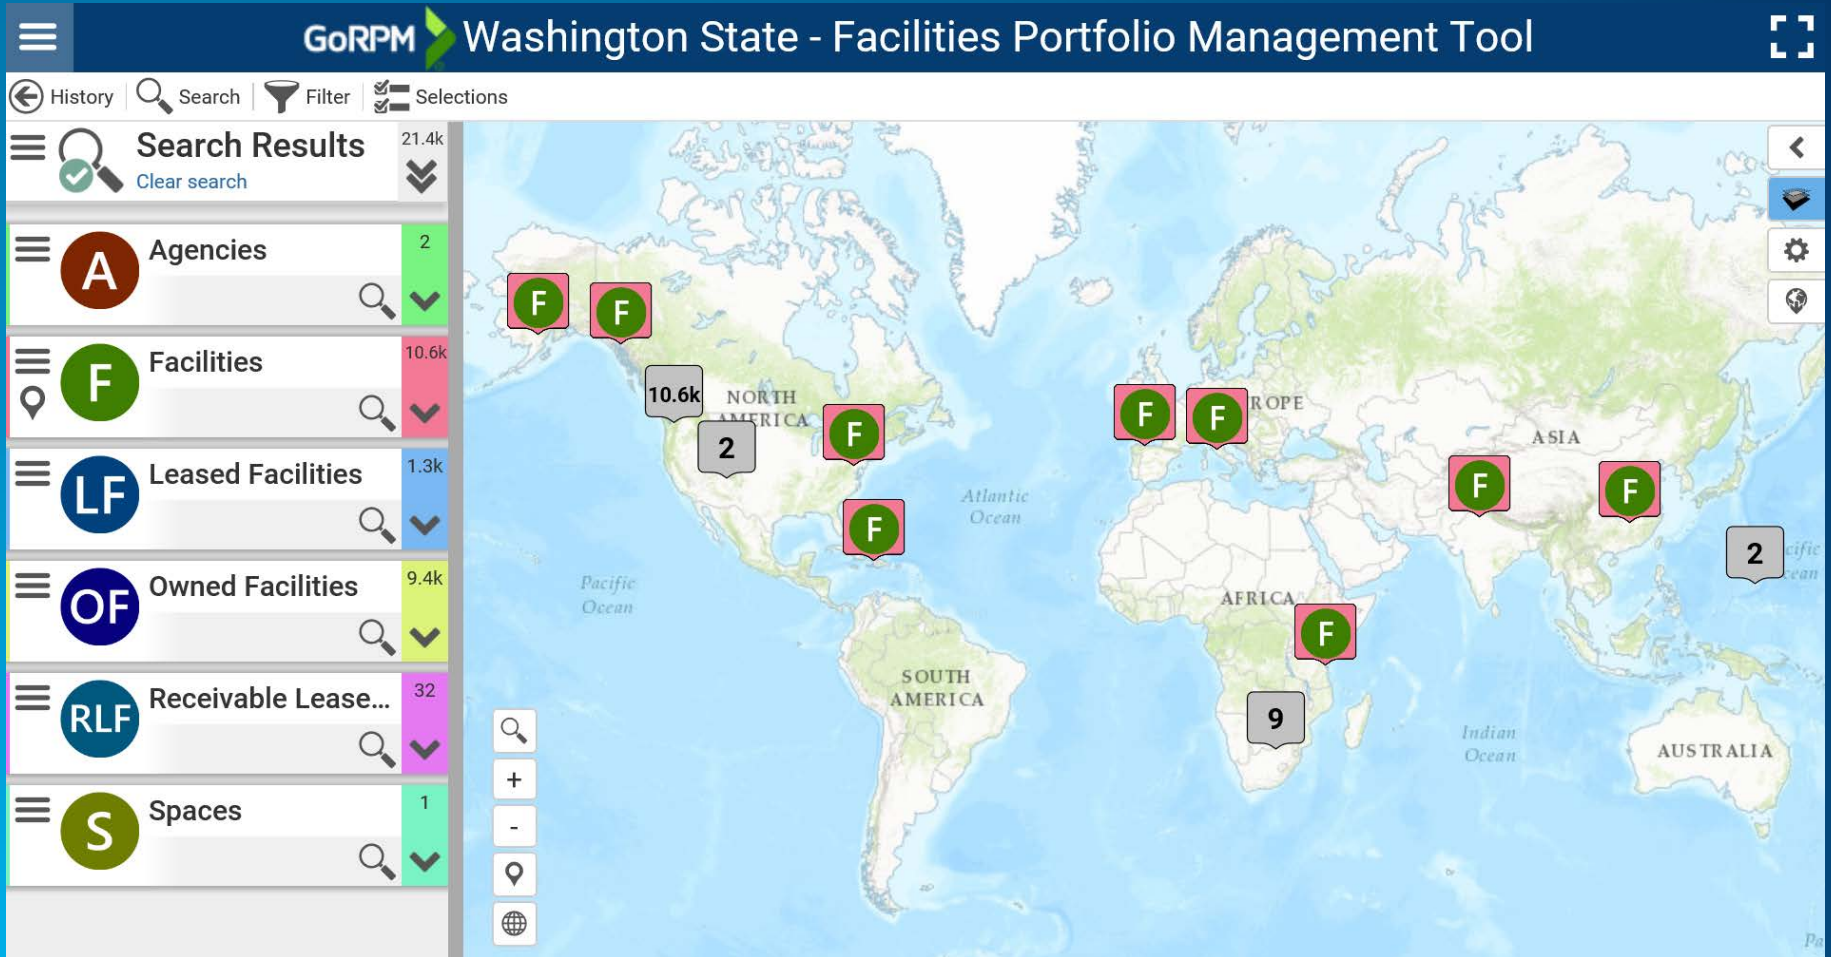 GoRPM Washington State - Facilities Portfolio Management Tool
History Search Filter Selections
Search Results 21.4k
Clear search
A Agencies 2
F Facilities 10.6k
LF Leased Facilities 1.3k
OF Owned Facilities 9.4k
RLF Receivable Lease... 32
S Spaces 1
F
F
10.6k
NORTH
AMERICA
2
F
F
Atlantic
Ocean
Pacific
Ocean
SOUTH
AMERICA
F
F
ROPE
ASIA
F
F
2
cific
cean
AFRICA
F
9
Indian
Ocean
AUSTRALIA
+
-
Pa